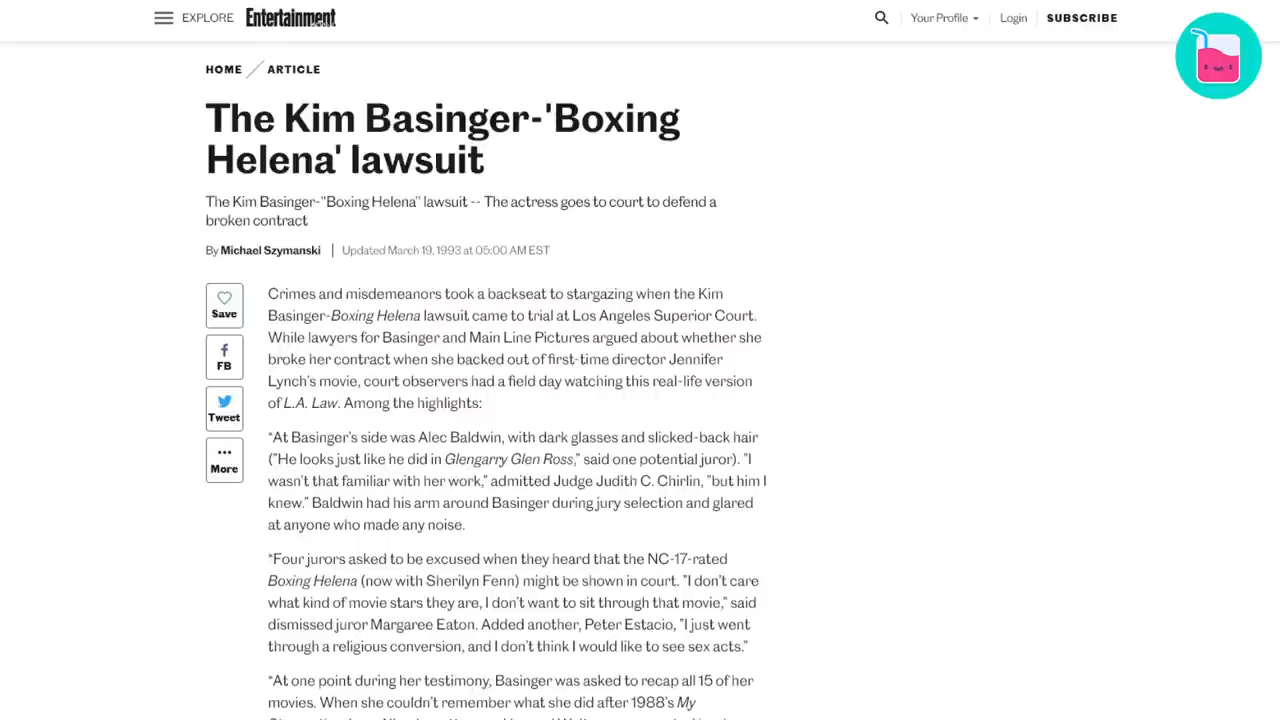 EXPLORE Entertainment Your Profile Login SUBSCRIBE
HOME ARTICLE
The Kim Basinger-'Boxing
Helena' lawsuit
The Kim Basinger-"Boxing Helena" lawsuit -- The actress goes to court to defend a
broken contract
By Michael Szymanski | Updated March 19, 1993 at 05:00 AM EST
Save
FB
Tweet
More
Crimes and misdemeanors took a backseat to stargazing when the Kim
Basinger-Boxing Helena lawsuit came to trial at Los Angeles Superior Court.
While lawyers for Basinger and Main Line Pictures argued about whether she
broke her contract when she backed out of first-time director Jennifer
Lynch's movie, court observers had a field day watching this real-life version
of L.A. Law. Among the highlights:
*At Basinger's side was Alec Baldwin, with dark glasses and slicked-back hair
("He looks just like he did in Glengarry Glen Ross," said one potential juror). "I
wasn't that familiar with her work," admitted Judge Judith C. Chirlin, "but him I
knew." Baldwin had his arm around Basinger during jury selection and glared
at anyone who made any noise.
*Four jurors asked to be excused when they heard that the NC-17-rated
Boxing Helena (now with Sherilyn Fenn) might be shown in court. "I don't care
what kind of movie stars they are, I don't want to sit through that movie," said
dismissed juror Margaree Eaton. Added another, Peter Estacio, "I just went
through a religious conversion, and I don't think I would like to see sex acts."
*At one point during her testimony, Basinger was asked to recap all 15 of her
movies. When she couldn't remember what she did after 1988's My